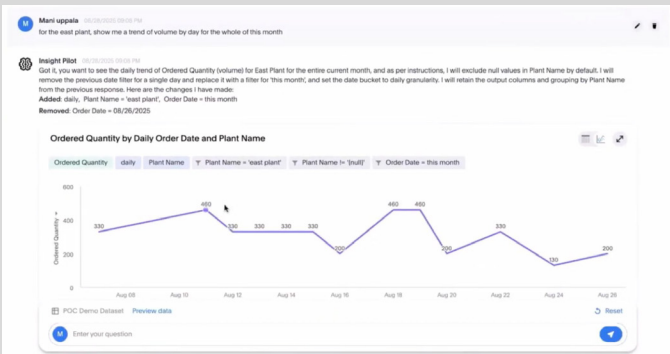 M
Mani uppala 08/26/2025 09:06 PM
for the east plant, show me a trend of volume by day for the whole of this month
Insight Pilot
Got it, you want to see the daily trend of Ordered Quantity (volume) for East Plant for the entire current month, and as per instructions, I will exclude null values in Plant Name by default. I will
remove the previous date filter for a single day and replace it with a filter for 'this month', and set the date bucket to daily granularity. I will retain the output columns and grouping by Plant Name
from the previous response. Here are the changes I have made:
Added: daily, Plant Name = 'east plant', Order Date = this month
Removed: Order Date = 08/26/2025
Ordered Quantity by Daily Order Date and Plant Name
Ordered Quantity daily Plant Name Plant Name = 'east plant' Plant Name != '{null}' Order Date = this month
Ordered Quantity
600
400
200
0
330 460 330 330 330 330 200 460 460 200 330 130 200
Aug 08 Aug 10 Aug 12 Aug 14 Aug 16 Aug 18 Aug 20 Aug 22 Aug 24 Aug 26
POC Demo Dataset Preview data Reset
M Enter your question